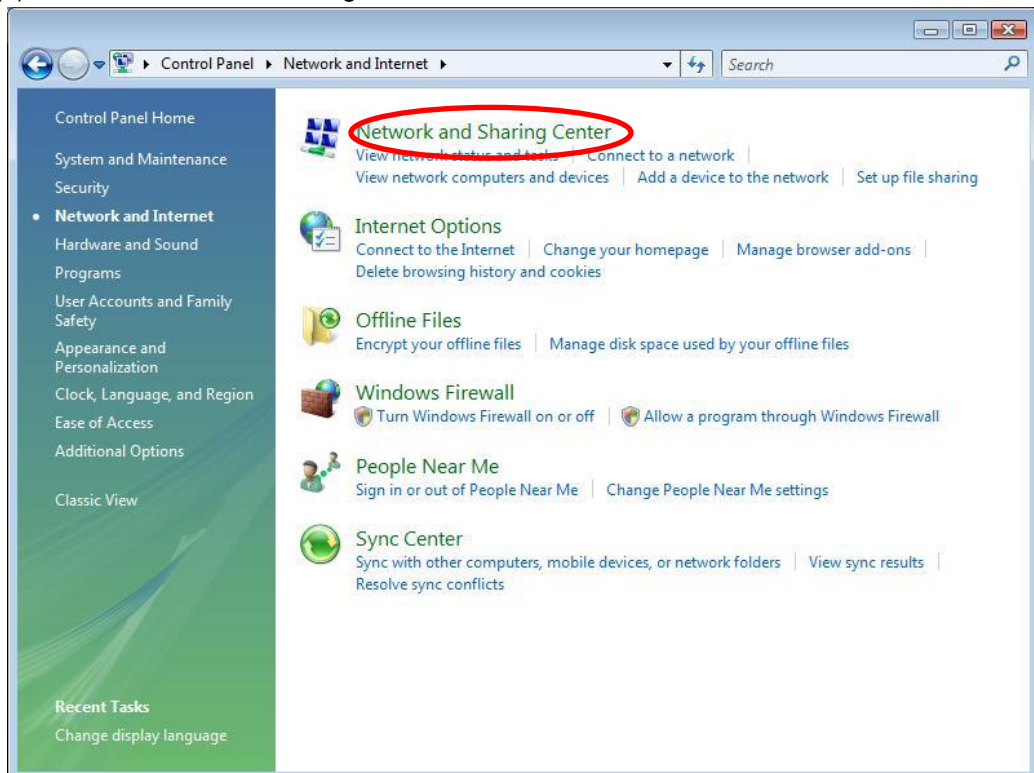 Control Panel ▸ Network and Internet ▸
Search
Control Panel Home
System and Maintenance
Security
• Network and Internet
Hardware and Sound
Programs
User Accounts and Family
Safety
Appearance and
Personalization
Clock, Language, and Region
Ease of Access
Additional Options
Classic View
Recent Tasks
Change display language
Network and Sharing Center
View network status and tasks | Connect to a network |
View network computers and devices | Add a device to the network | Set up file sharing
Internet Options
Connect to the Internet | Change your homepage | Manage browser add-ons |
Delete browsing history and cookies
Offline Files
Encrypt your offline files | Manage disk space used by your offline files
Windows Firewall
Turn Windows Firewall on or off | Allow a program through Windows Firewall
People Near Me
Sign in or out of People Near Me | Change People Near Me settings
Sync Center
Sync with other computers, mobile devices, or network folders | View sync results |
Resolve sync conflicts